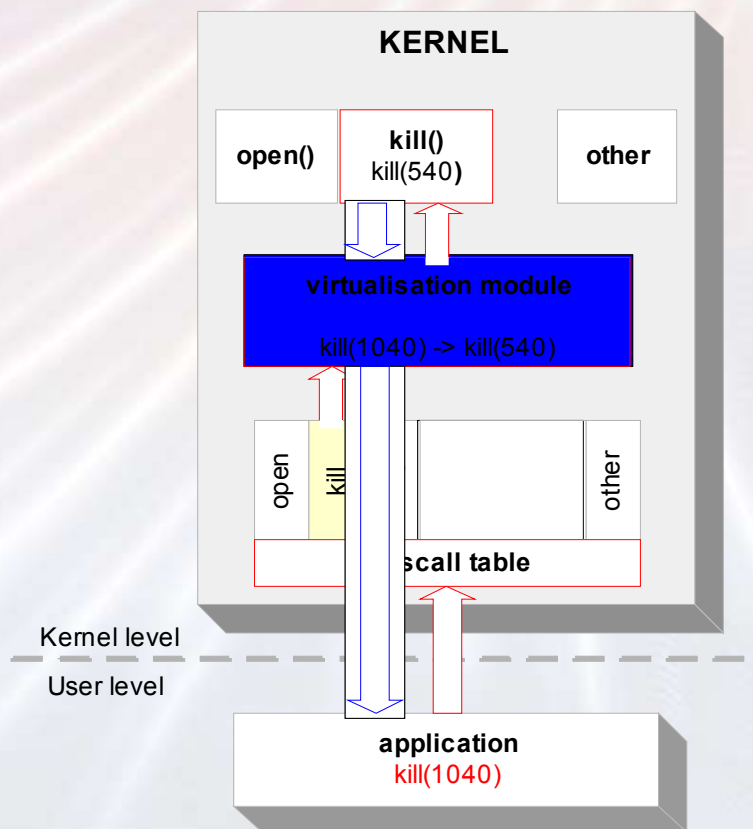 KERNEL
open()
kill()
kill(540)
other
virtualisation module
kill(1040) -> kill(540)
open
kill
other
scall table
Kernel level
User level
application
kill(1040)